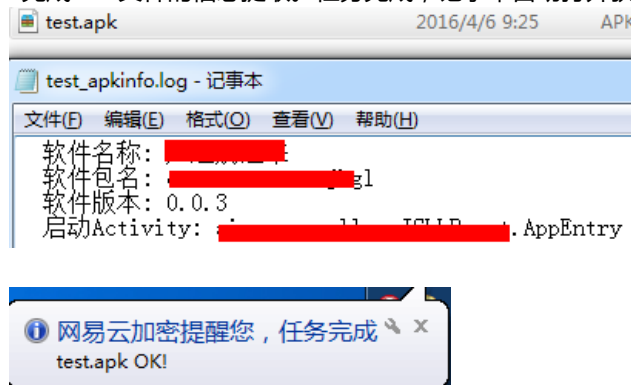 test.apk 2016/4/6 9:25 APK
test_apkinfo.log - 记事本
文件(F) 编辑(E) 格式(O) 查看(V) 帮助(H)
软件名称:
软件包名: gl
软件版本: 0.0.3
启动Activity: .AppEntry
网易云加密提醒您，任务完成
test.apk OK!